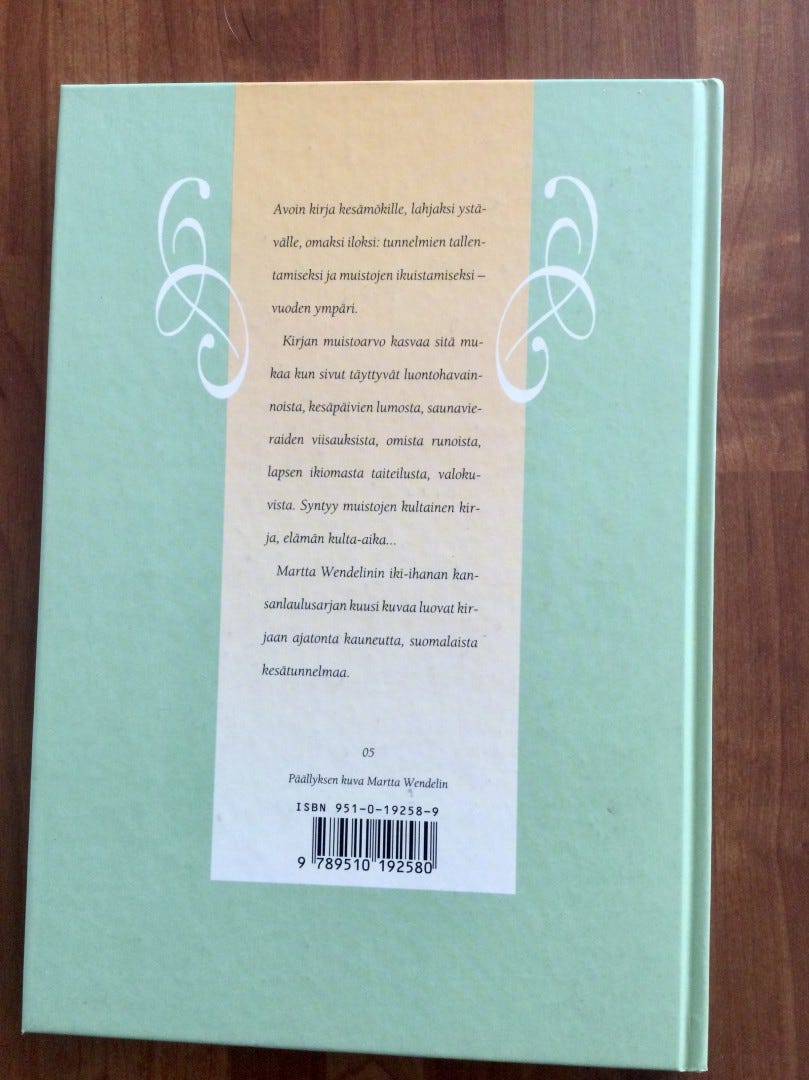 Avoin kirja kesämökille, lahjaksi ystä-
välle, omaksi iloksi: tunnelmien tallen-
tamiseksi ja muistojen ikuistamiseksi –
vuoden ympäri.
Kirjan muistoarvo kasvaa sitä mu-
kaa kun sivut täyttyvät luontohavain-
noista, kesäpäivien lumosta, saunavie-
raiden viisauksista, omista runoista,
lapsen ikiomasta taiteilusta, valoku-
vista. Syntyy muistojen kultainen kir-
ja, elämän kulta-aika...
Martta Wendelinin iki-ihanan kan-
sanlaulusarjan kuusi kuvaa luovat kir-
jaan ajatonta kauneutta, suomalaista
kesätunnelmaa.
05
Päällyksen kuva Martta Wendelin
ISBN 951-0-19258-9
9 789510 192580